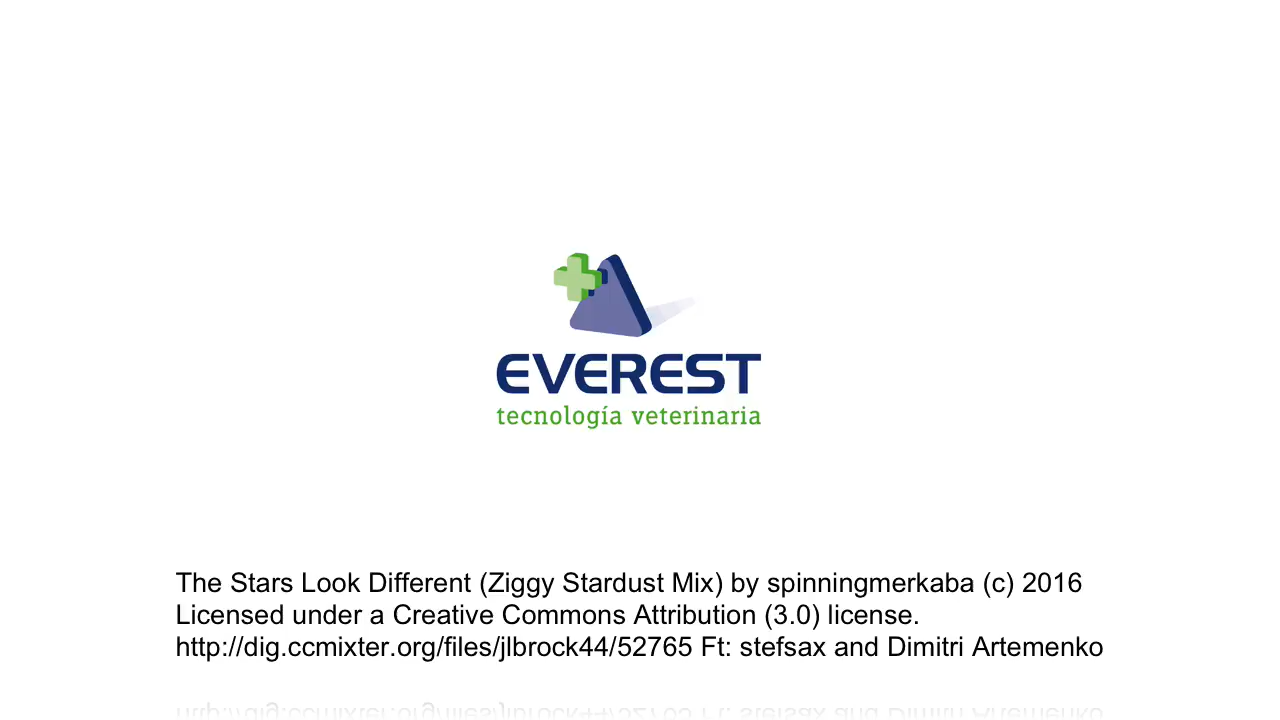 EVEREST
tecnología veterinaria
The Stars Look Different (Ziggy Stardust Mix) by spinningmerkaba (c) 2016
Licensed under a Creative Commons Attribution (3.0) license.
http://dig.ccmixter.org/files/jlbrock44/52765 Ft: stefsax and Dimitri Artemenko